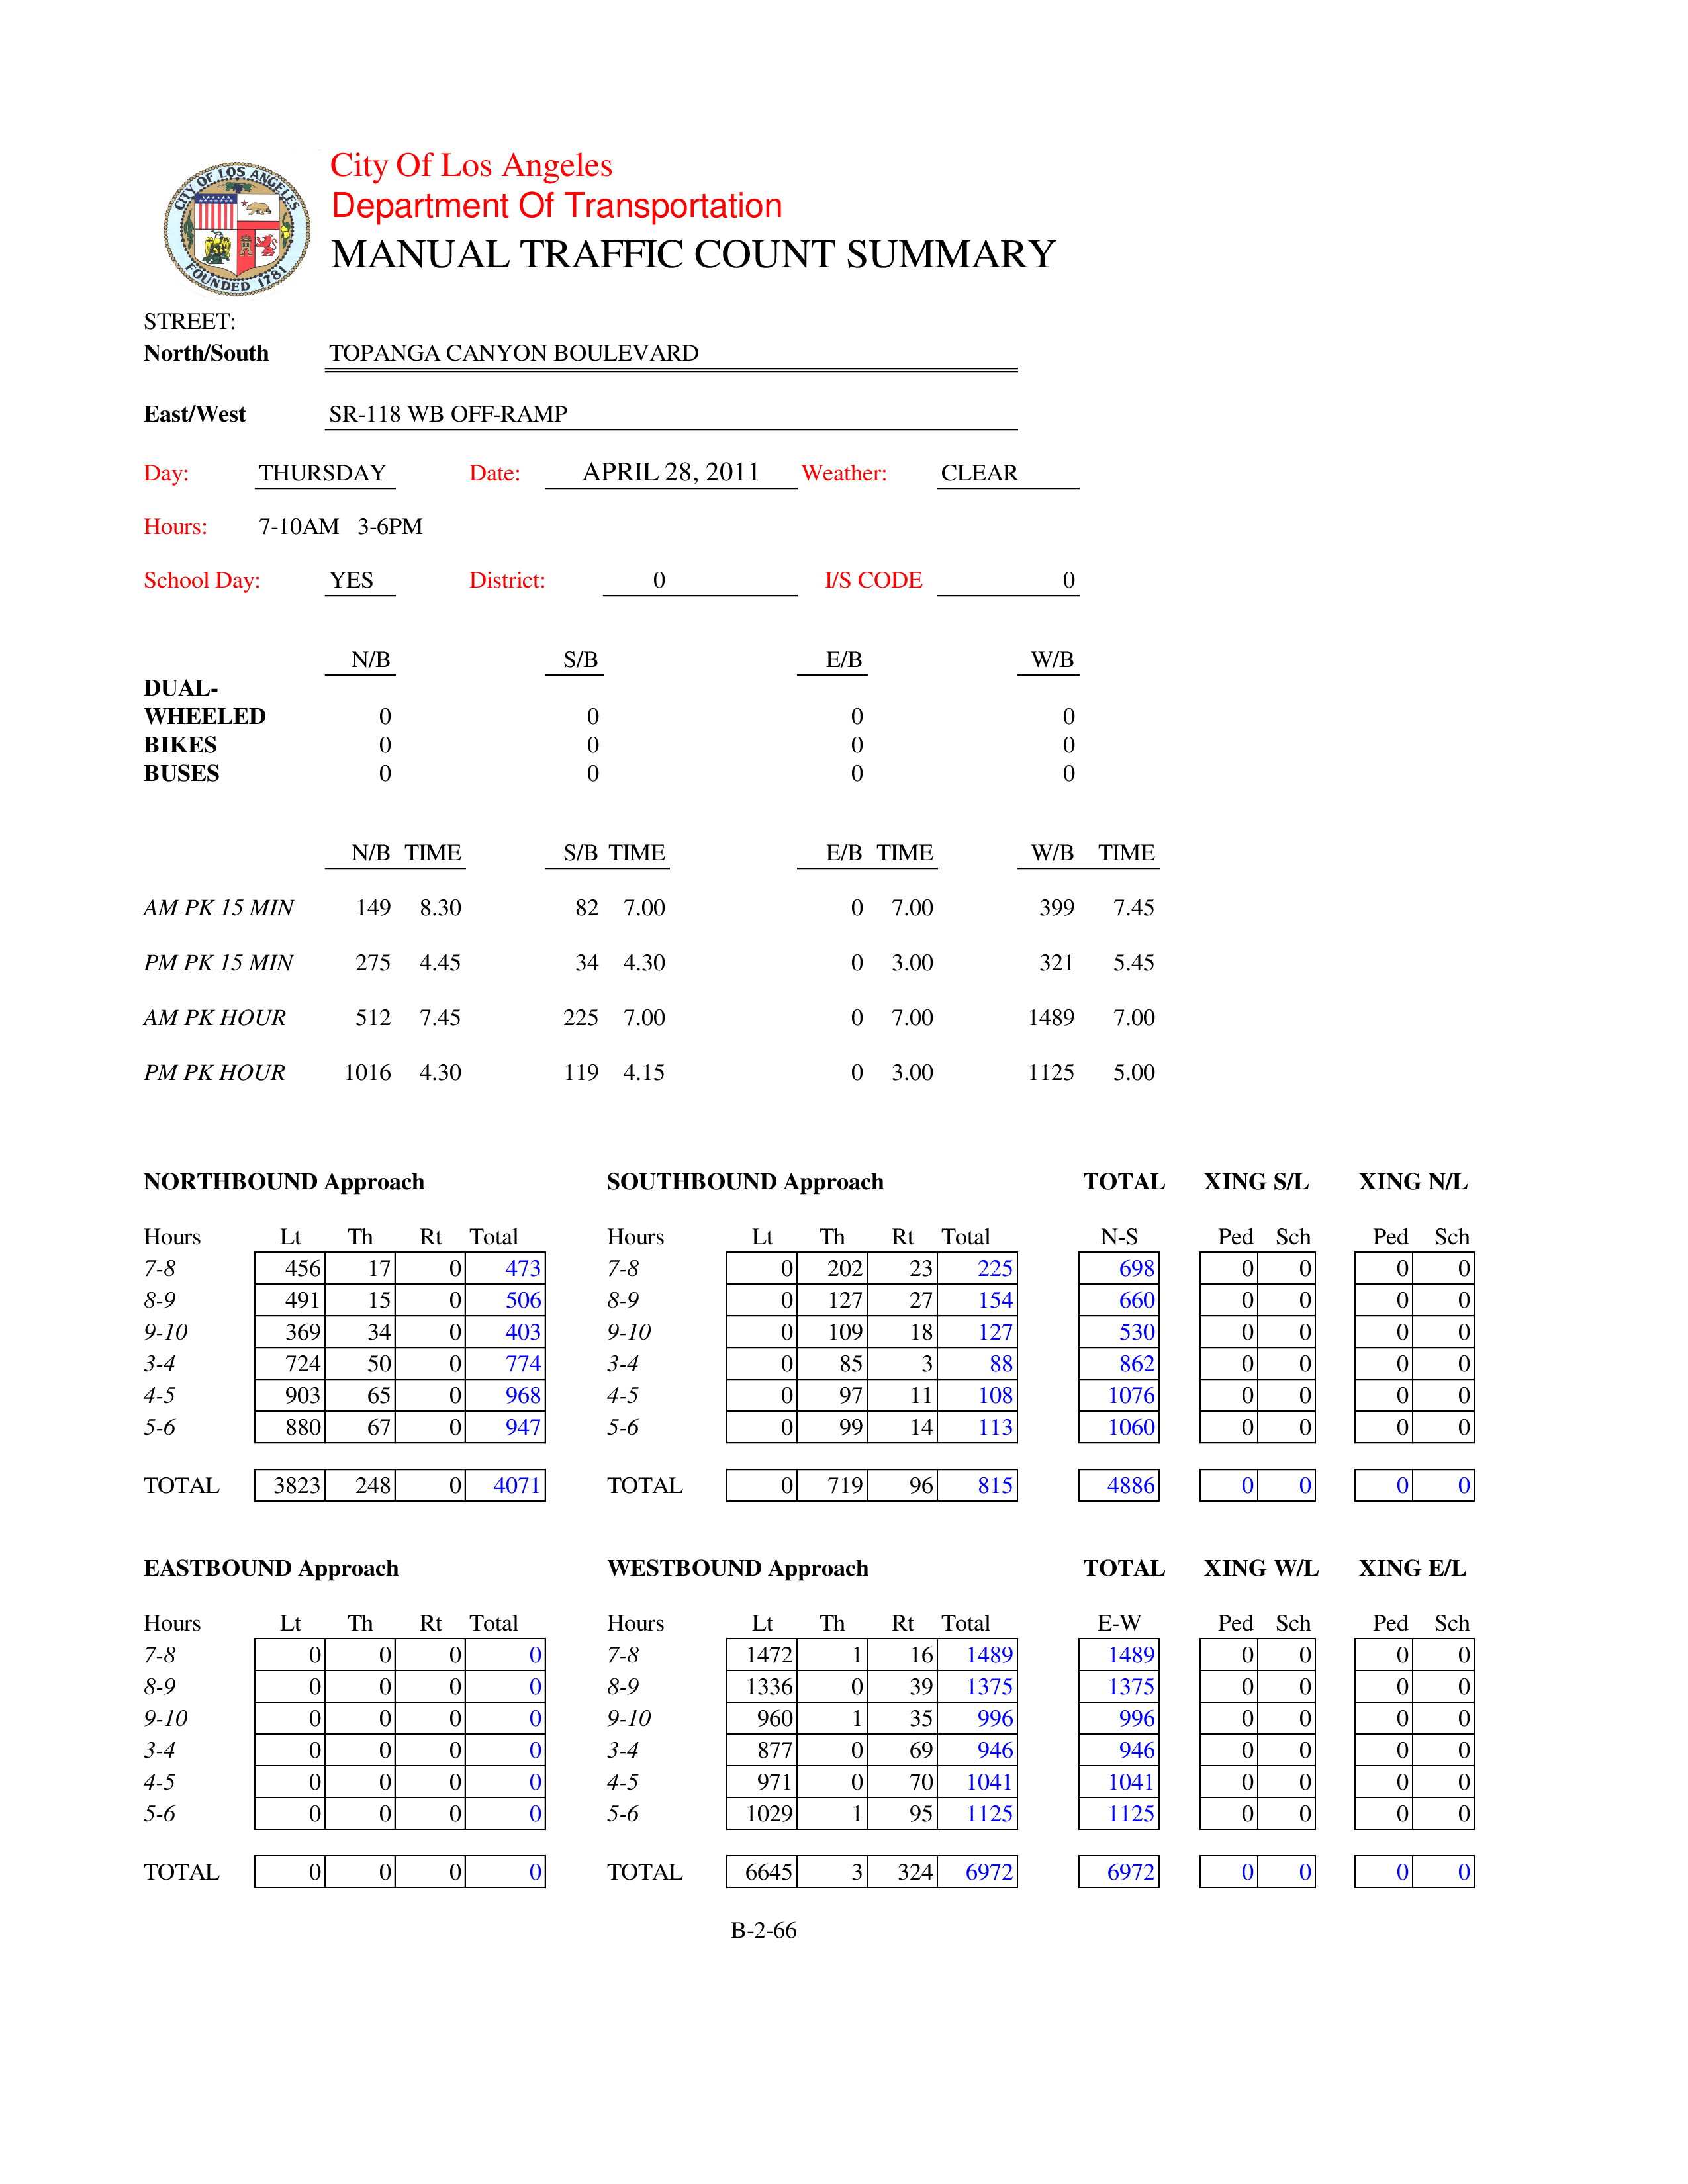 CITY OF LOS ANGELES
FOUNDED 1781
City Of Los Angeles
Department Of Transportation
MANUAL TRAFFIC COUNT SUMMARY
STREET:
North/South TOPANGA CANYON BOULEVARD
East/West SR-118 WB OFF-RAMP
Day: THURSDAY Date: APRIL 28, 2011 Weather: CLEAR
Hours: 7-10AM 3-6PM
School Day: YES District: 0 I/S CODE 0
N/B S/B E/B W/B
DUAL-
WHEELED 0 0 0 0
BIKES 0 0 0 0
BUSES 0 0 0 0
N/B TIME S/B TIME E/B TIME W/B TIME
AM PK 15 MIN 149 8.30 82 7.00 0 7.00 399 7.45
PM PK 15 MIN 275 4.45 34 4.30 0 3.00 321 5.45
AM PK HOUR 512 7.45 225 7.00 0 7.00 1489 7.00
PM PK HOUR 1016 4.30 119 4.15 0 3.00 1125 5.00
NORTHBOUND Approach SOUTHBOUND Approach TOTAL XING S/L XING N/L
Hours Lt Th Rt Total Hours Lt Th Rt Total N-S Ped Sch Ped Sch
7-8 456 17 0 473 7-8 0 202 23 225 698 0 0 0 0
8-9 491 15 0 506 8-9 0 127 27 154 660 0 0 0 0
9-10 369 34 0 403 9-10 0 109 18 127 530 0 0 0 0
3-4 724 50 0 774 3-4 0 85 3 88 862 0 0 0 0
4-5 903 65 0 968 4-5 0 97 11 108 1076 0 0 0 0
5-6 880 67 0 947 5-6 0 99 14 113 1060 0 0 0 0
TOTAL 3823 248 0 4071 TOTAL 0 719 96 815 4886 0 0 0 0
EASTBOUND Approach WESTBOUND Approach TOTAL XING W/L XING E/L
Hours Lt Th Rt Total Hours Lt Th Rt Total E-W Ped Sch Ped Sch
7-8 0 0 0 0 7-8 1472 1 16 1489 1489 0 0 0 0
8-9 0 0 0 0 8-9 1336 0 39 1375 1375 0 0 0 0
9-10 0 0 0 0 9-10 960 1 35 996 996 0 0 0 0
3-4 0 0 0 0 3-4 877 0 69 946 946 0 0 0 0
4-5 0 0 0 0 4-5 971 0 70 1041 1041 0 0 0 0
5-6 0 0 0 0 5-6 1029 1 95 1125 1125 0 0 0 0
TOTAL 0 0 0 0 TOTAL 6645 3 324 6972 6972 0 0 0 0
B-2-66